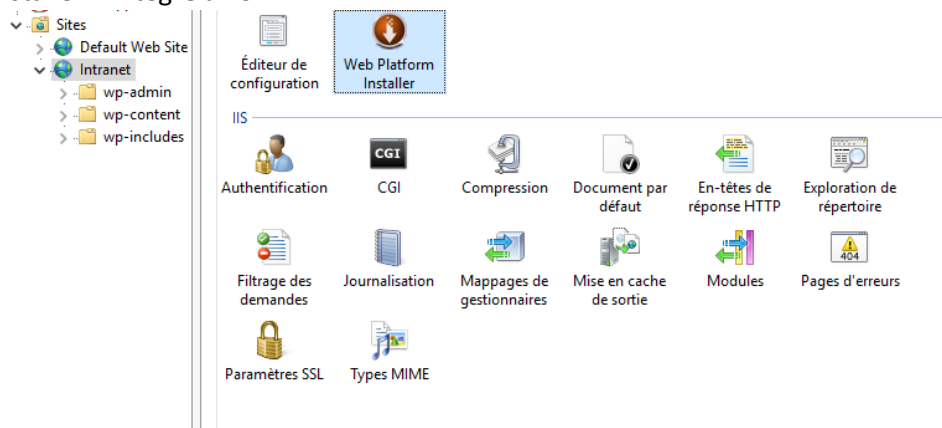 Sites
Default Web Site
Intranet
wp-admin
wp-content
wp-includes
Éditeur de
configuration
Web Platform
Installer
IIS
Authentification
CGI
CGI
Compression
Document par
défaut
En-têtes de
réponse HTTP
Exploration de
répertoire
Filtrage des
demandes
Journalisation
Mappages de
gestionnaires
Mise en cache
de sortie
Modules
404
Pages d'erreurs
Paramètres SSL
Types MIME